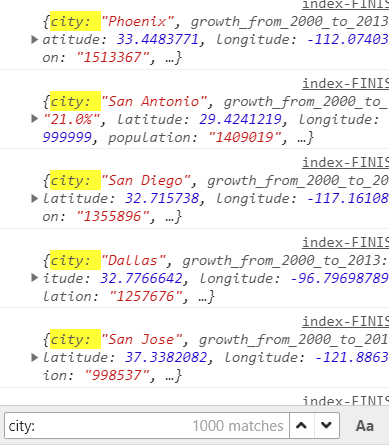 index-FINIS
{city: "Phoenix", growth_from_2000_to_2013
atitude: 33.4483771, longitude: -112.07403
on: "1513367", …}
index-FINIS
{city: "San Antonio", growth_from_2000_to_
"21.0%", latitude: 29.4241219, longitude:
999999, population: "1409019", …}
index-FINIS
{city: "San Diego", growth_from_2000_to_20
latitude: 32.715738, longitude: -117.16108
on: "1355896", …}
index-FINIS
{city: "Dallas", growth_from_2000_to_2013:
itude: 32.7766642, longitude: -96.79698789
lation: "1257676", …}
index-FINIS
{city: "San Jose", growth_from_2000_to_201
latitude: 37.3382082, longitude: -121.8863
ion: "998537", …}
city: 1000 matches Aa